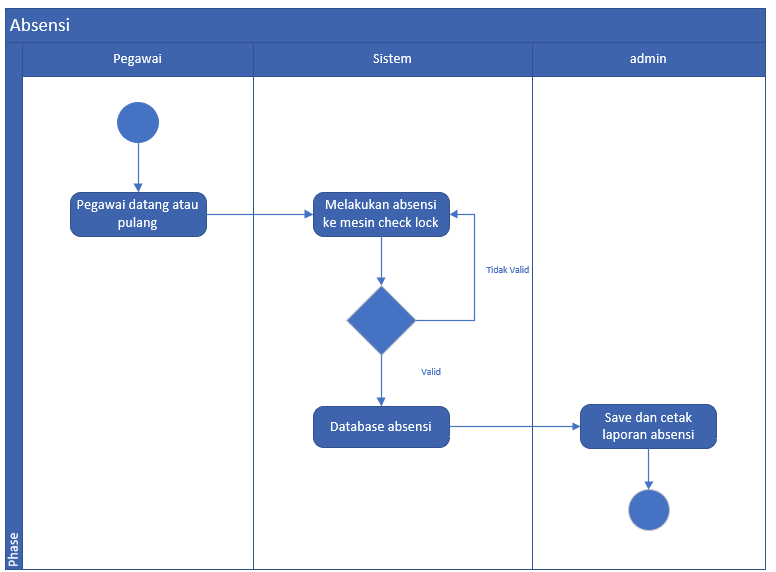 Absensi
Pegawai
Sistem
admin
Pegawai datang atau
pulang
Melakukan absensi
ke mesin check lock
Tidak Valid
Valid
Database absensi
Save dan cetak
laporan absensi
Phase